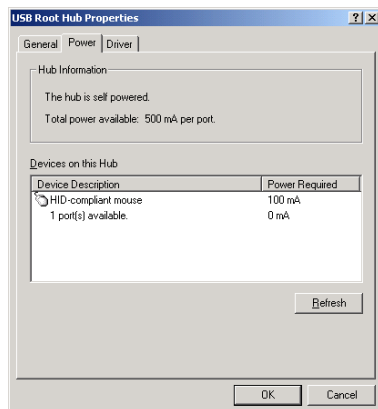 USB Root Hub Properties
General Power Driver
Hub Information
The hub is self powered.
Total power available: 500 mA per port.
Devices on this Hub
Device Description Power Required
HID-compliant mouse 100 mA
1 port(s) available. 0 mA
Refresh
OK Cancel